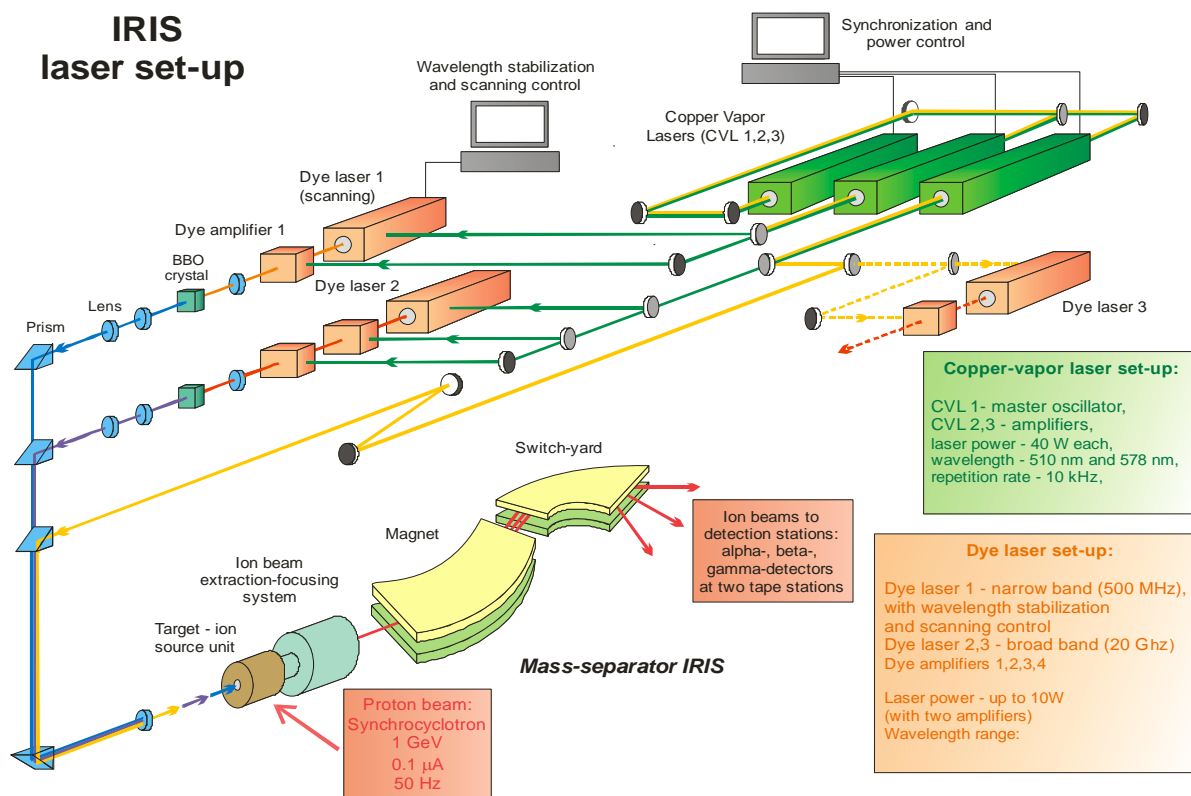 IRIS
laser set-up
Synchronization and
power control
Wavelength stabilization
and scanning control
Copper Vapor
Lasers (CVL 1,2,3)
Dye laser 1
(scanning)
Dye amplifier 1
BBO
crystal
Dye laser 2
Lens
Prism
Dye laser 3
Copper-vapor laser set-up:
CVL 1- master oscillator,
CVL 2,3 - amplifiers,
laser power - 40 W each,
wavelength - 510 nm and 578 nm,
repetition rate - 10 kHz,
Switch-yard
Magnet
Ion beams to
detection stations:
alpha-, beta-,
gamma-detectors
at two tape stations
Ion beam
extraction-focusing
system
Target - ion
source unit
Mass-separator IRIS
Proton beam:
Synchrocyclotron
1 GeV
0.1 μA
50 Hz
Dye laser set-up:
Dye laser 1 - narrow band (500 MHz),
with wavelength stabilization
and scanning control
Dye laser 2,3 - broad band (20 Ghz)
Dye amplifiers 1,2,3,4
Laser power - up to 10W
(with two amplifiers)
Wavelength range: